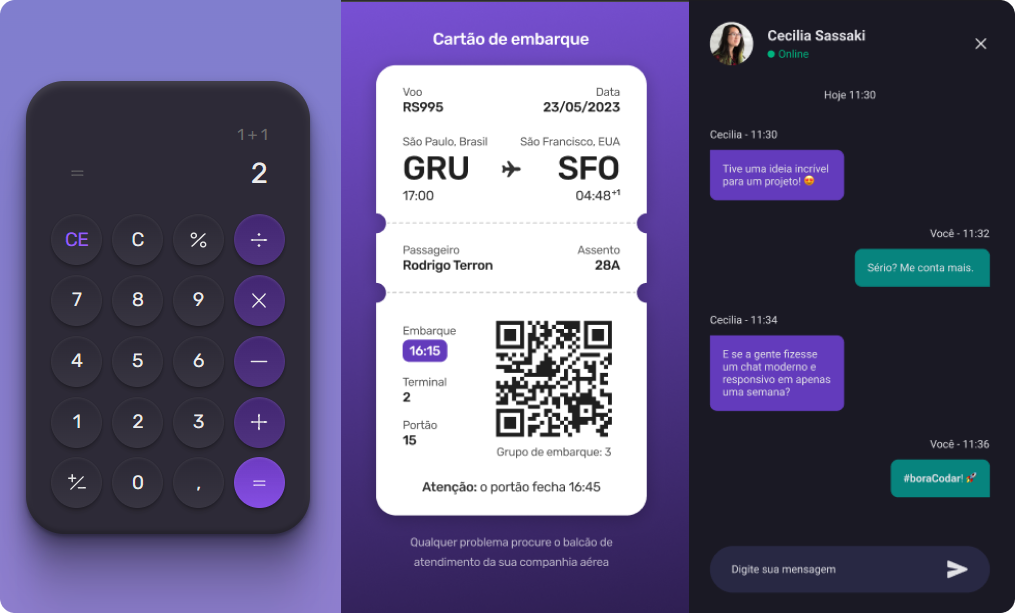 1+1
= 2
CE C % ÷
7 8 9 ×
4 5 6 −
1 2 3 +
+/− 0 , =
Cartão de embarque
Voo Data
RS995 23/05/2023
São Paulo, Brasil São Francisco, EUA
GRU SFO
17:00 04:48+1
Passageiro Assento
Rodrigo Terron 28A
Embarque
16:15
Terminal
2
Portão
15
Grupo de embarque: 3
Atenção: o portão fecha 16:45
Qualquer problema procure o balcão de
atendimento da sua companhia aérea
Cecilia Sassaki
Online
Hoje 11:30
Cecilia - 11:30
Tive uma ideia incrível
para um projeto! 😍
Você - 11:32
Sério? Me conta mais.
Cecilia - 11:34
E se a gente fizesse
um chat moderno e
responsivo em apenas
uma semana?
Você - 11:36
#boraCodar! 🚀
Digite sua mensagem